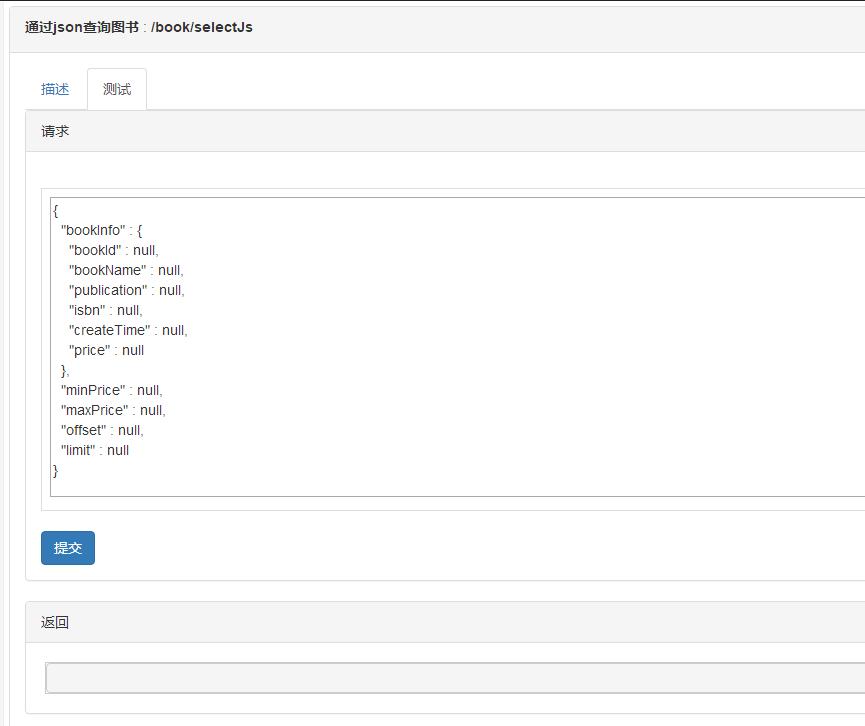 通过json查询图书 : /book/selectJs
描述 测试
请求
{
"bookInfo" : {
"bookId" : null,
"bookName" : null,
"publication" : null,
"isbn" : null,
"createTime" : null,
"price" : null
},
"minPrice" : null,
"maxPrice" : null,
"offset" : null,
"limit" : null
}
提交
返回